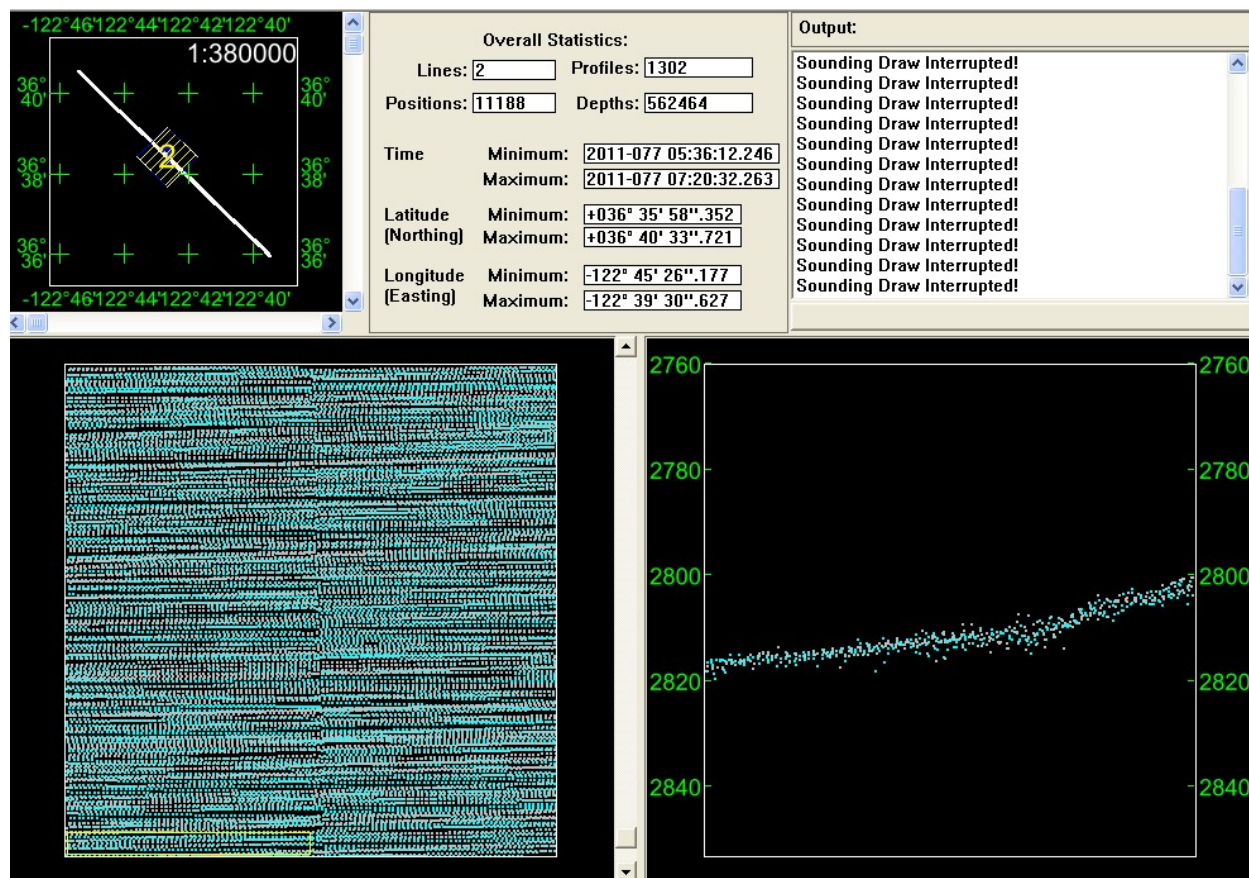 -122°46'122°44'122°42'122°40'
1:380000
36° 40'
36° 40'
2
36° 38'
36° 38'
36° 36'
36° 36'
-122°46'122°44'122°42'122°40'
Overall Statistics:
Lines: 2 Profiles: 1302
Positions: 11188 Depths: 562464
Time Minimum: 2011-077 05:36:12.246
Maximum: 2011-077 07:20:32.263
Latitude Minimum: +036° 35' 58".352
(Northing) Maximum: +036° 40' 33".721
Longitude Minimum: -122° 45' 26".177
(Easting) Maximum: -122° 39' 30".627
Output:
Sounding Draw Interrupted!
Sounding Draw Interrupted!
Sounding Draw Interrupted!
Sounding Draw Interrupted!
Sounding Draw Interrupted!
Sounding Draw Interrupted!
Sounding Draw Interrupted!
Sounding Draw Interrupted!
Sounding Draw Interrupted!
Sounding Draw Interrupted!
Sounding Draw Interrupted!
Sounding Draw Interrupted!
2760 2760
2780 2780
2800 2800
2820 2820
2840 2840